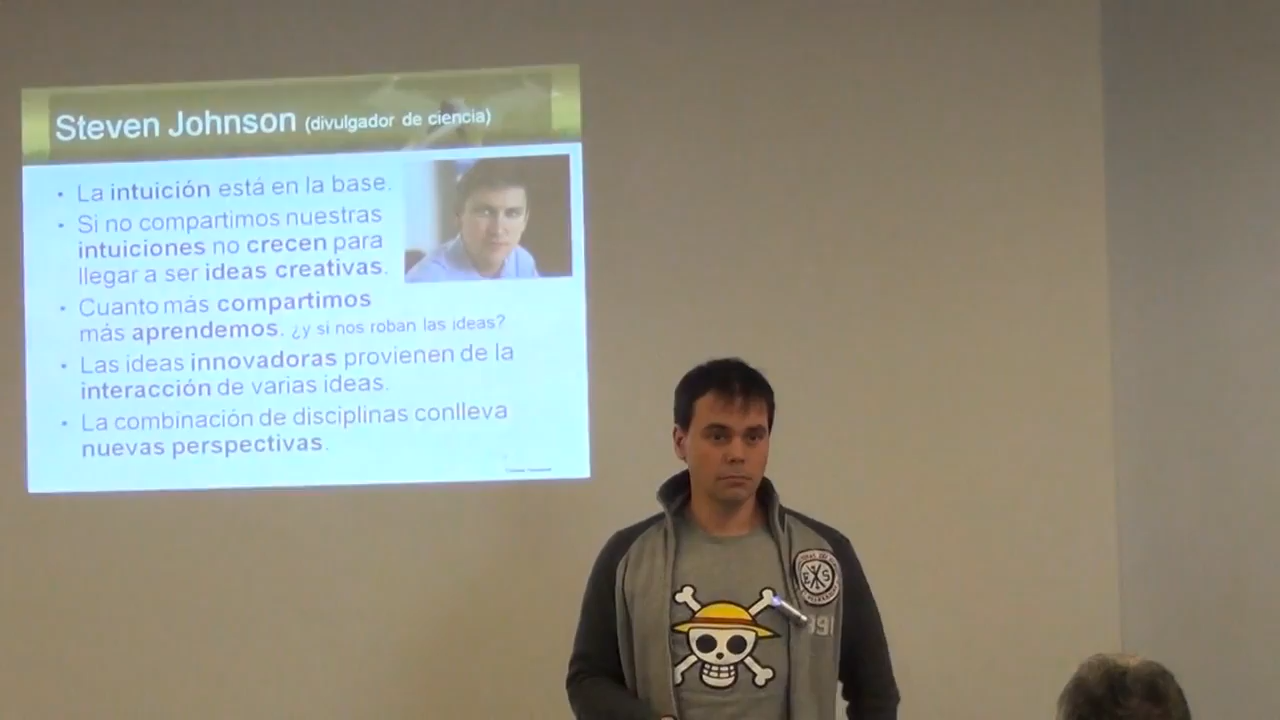 Steven Johnson (divulgador de ciencia)
• La intuición está en la base.
• Si no compartimos nuestras
intuiciones no crecen para
llegar a ser ideas creativas.
• Cuanto más compartimos
más aprendemos. ¿y si nos roban las ideas?
• Las ideas innovadoras provienen de la
interacción de varias ideas.
• La combinación de disciplinas conlleva
nuevas perspectivas.
E S